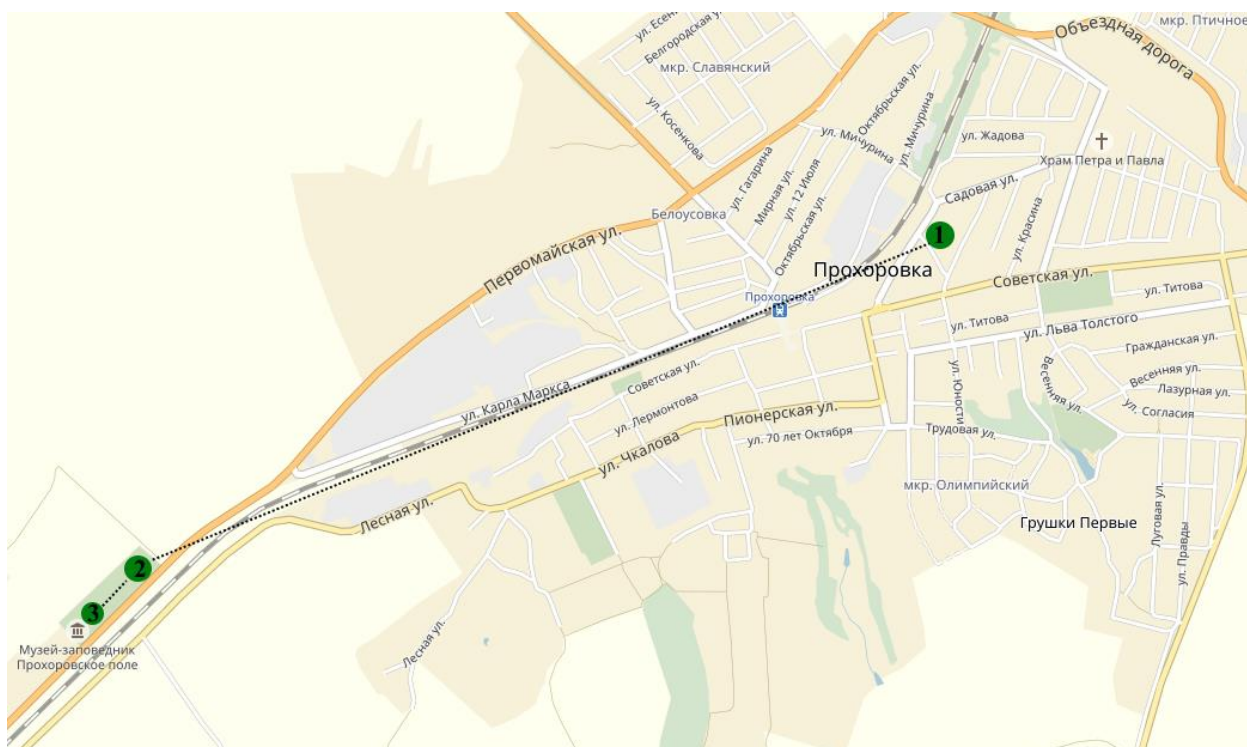 ул. Есен
Белгородская ул.
мкр. Славянский
ул. Косенкова
Октябрьская ул.
ул. Мичурина
ул. Мичурина
Объездная дорога
мкр. Птичное
ул. Жадова
Храм Петра и Павла
Садовая ул.
ул. Гагарина
Мирная ул.
ул. 12 Июля
Октябрьская ул.
Белоусовка
Первомайская ул.
1
ул. Красина
Прохоровка
Советская ул.
Прохоровка
ул. Титова
ул. Титова
ул. Льва Толстого
Гражданская ул.
ул. Карла Маркса
Советская ул.
ул. Юности
Весенняя ул.
Весенняя ул.
Лазурная ул.
ул. Согласия
ул. Лермонтова
Пионерская ул.
ул. 70 лет Октября
Трудовая ул.
ул. Чкалова
мкр. Олимпийский
Лесная ул.
Грушки Первые
Луговая ул.
ул. Правды
2
3
Лесная ул.
Музей-заповедник
Прохоровское поле